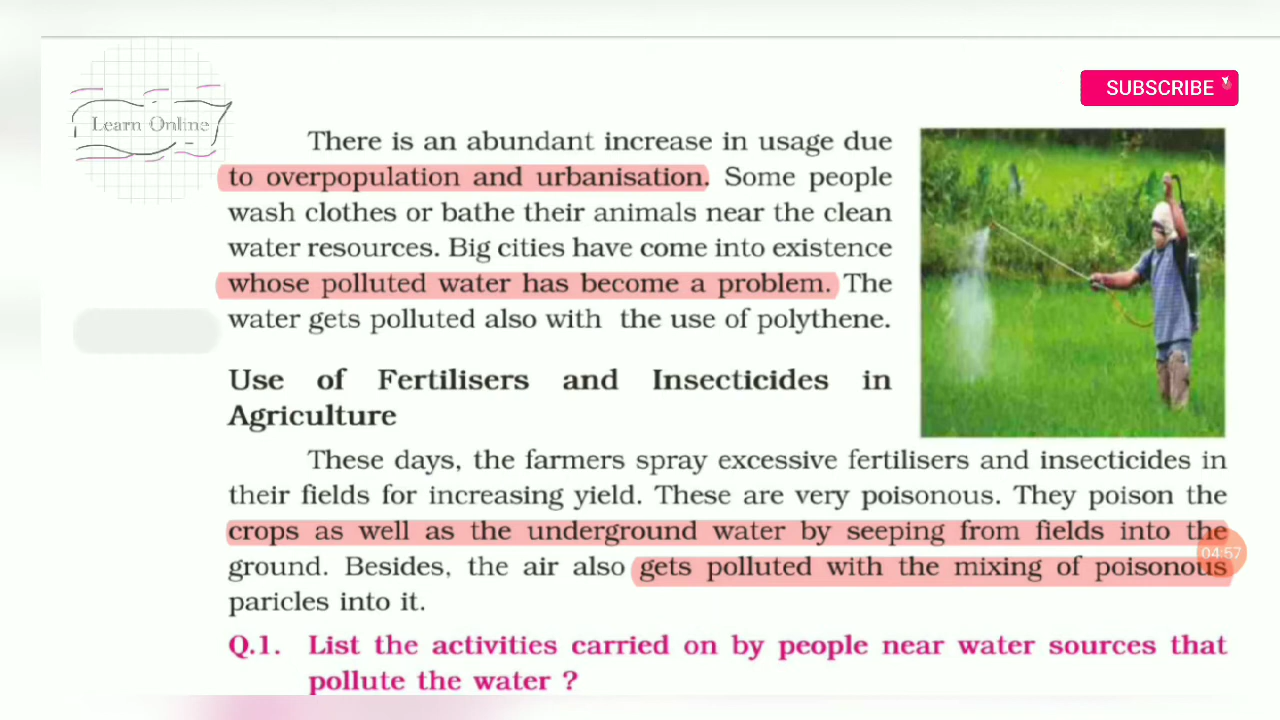 SUBSCRIBE
Learn Online
There is an abundant increase in usage due
to overpopulation and urbanisation. Some people
wash clothes or bathe their animals near the clean
water resources. Big cities have come into existence
whose polluted water has become a problem. The
water gets polluted also with the use of polythene.
Use of Fertilisers and Insecticides in
Agriculture
These days, the farmers spray excessive fertilisers and insecticides in
their fields for increasing yield. These are very poisonous. They poison the
crops as well as the underground water by seeping from fields into the
04:57
ground. Besides, the air also gets polluted with the mixing of poisonous
paricles into it.
Q.1. List the activities carried on by people near water sources that
pollute the water ?